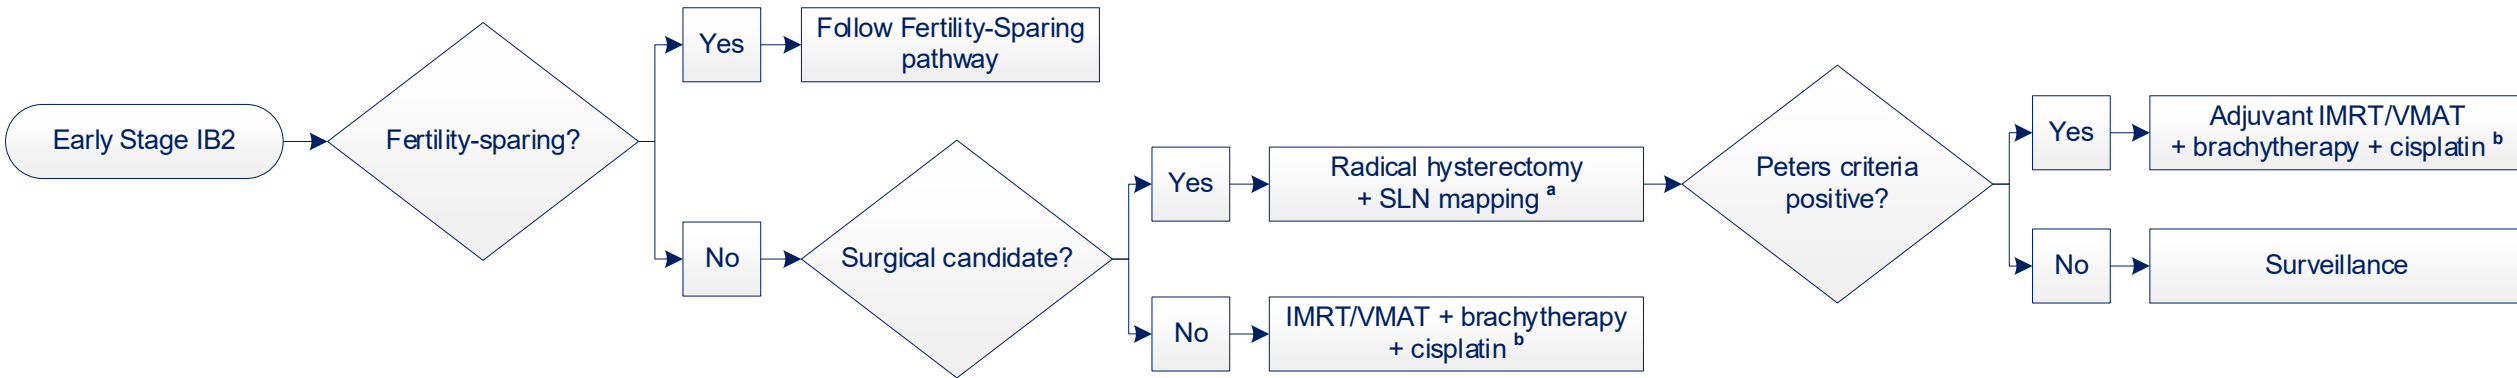 Early Stage IB2
Fertility-sparing?
Yes
Follow Fertility-Sparing
pathway
No
Surgical candidate?
Yes
Radical hysterectomy
+ SLN mapping a
No
IMRT/VMAT + brachytherapy
+ cisplatin b
Peters criteria
positive?
Yes
Adjuvant IMRT/VMAT
+ brachytherapy + cisplatin b
No
Surveillance